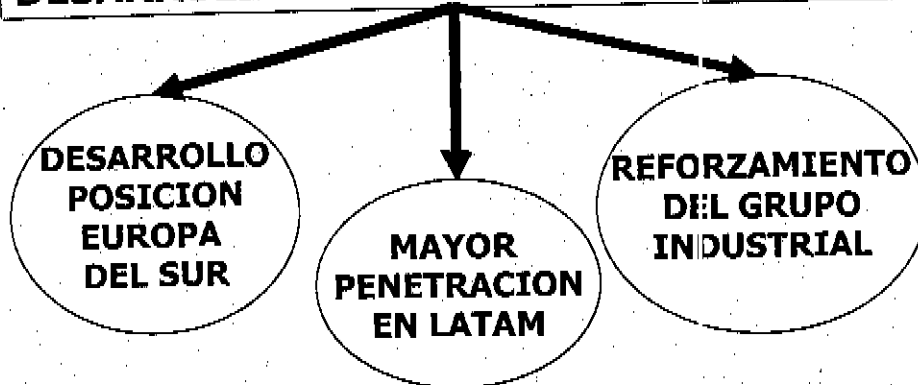 DESARROLLO
POSICION
EUROPA
DEL SUR
MAYOR
PENETRACION
EN LATAM
REFORZAMIENTO
DEL GRUPO
INDUSTRIAL